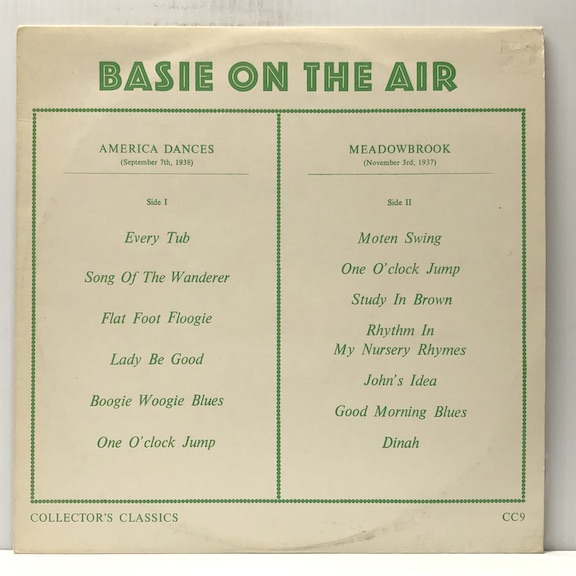 BASIE ON THE AIR
AMERICA DANCES
(September 7th, 1938)
Side I
Every Tub
Song Of The Wanderer
Flat Foot Floogie
Lady Be Good
Boogie Woogie Blues
One O'clock Jump
MEADOWBROOK
(November 3rd, 1937)
Side II
Moten Swing
One O'clock Jump
Study In Brown
Rhythm In
My Nursery Rhymes
John's Idea
Good Morning Blues
Dinah
COLLECTOR'S CLASSICS
CC9